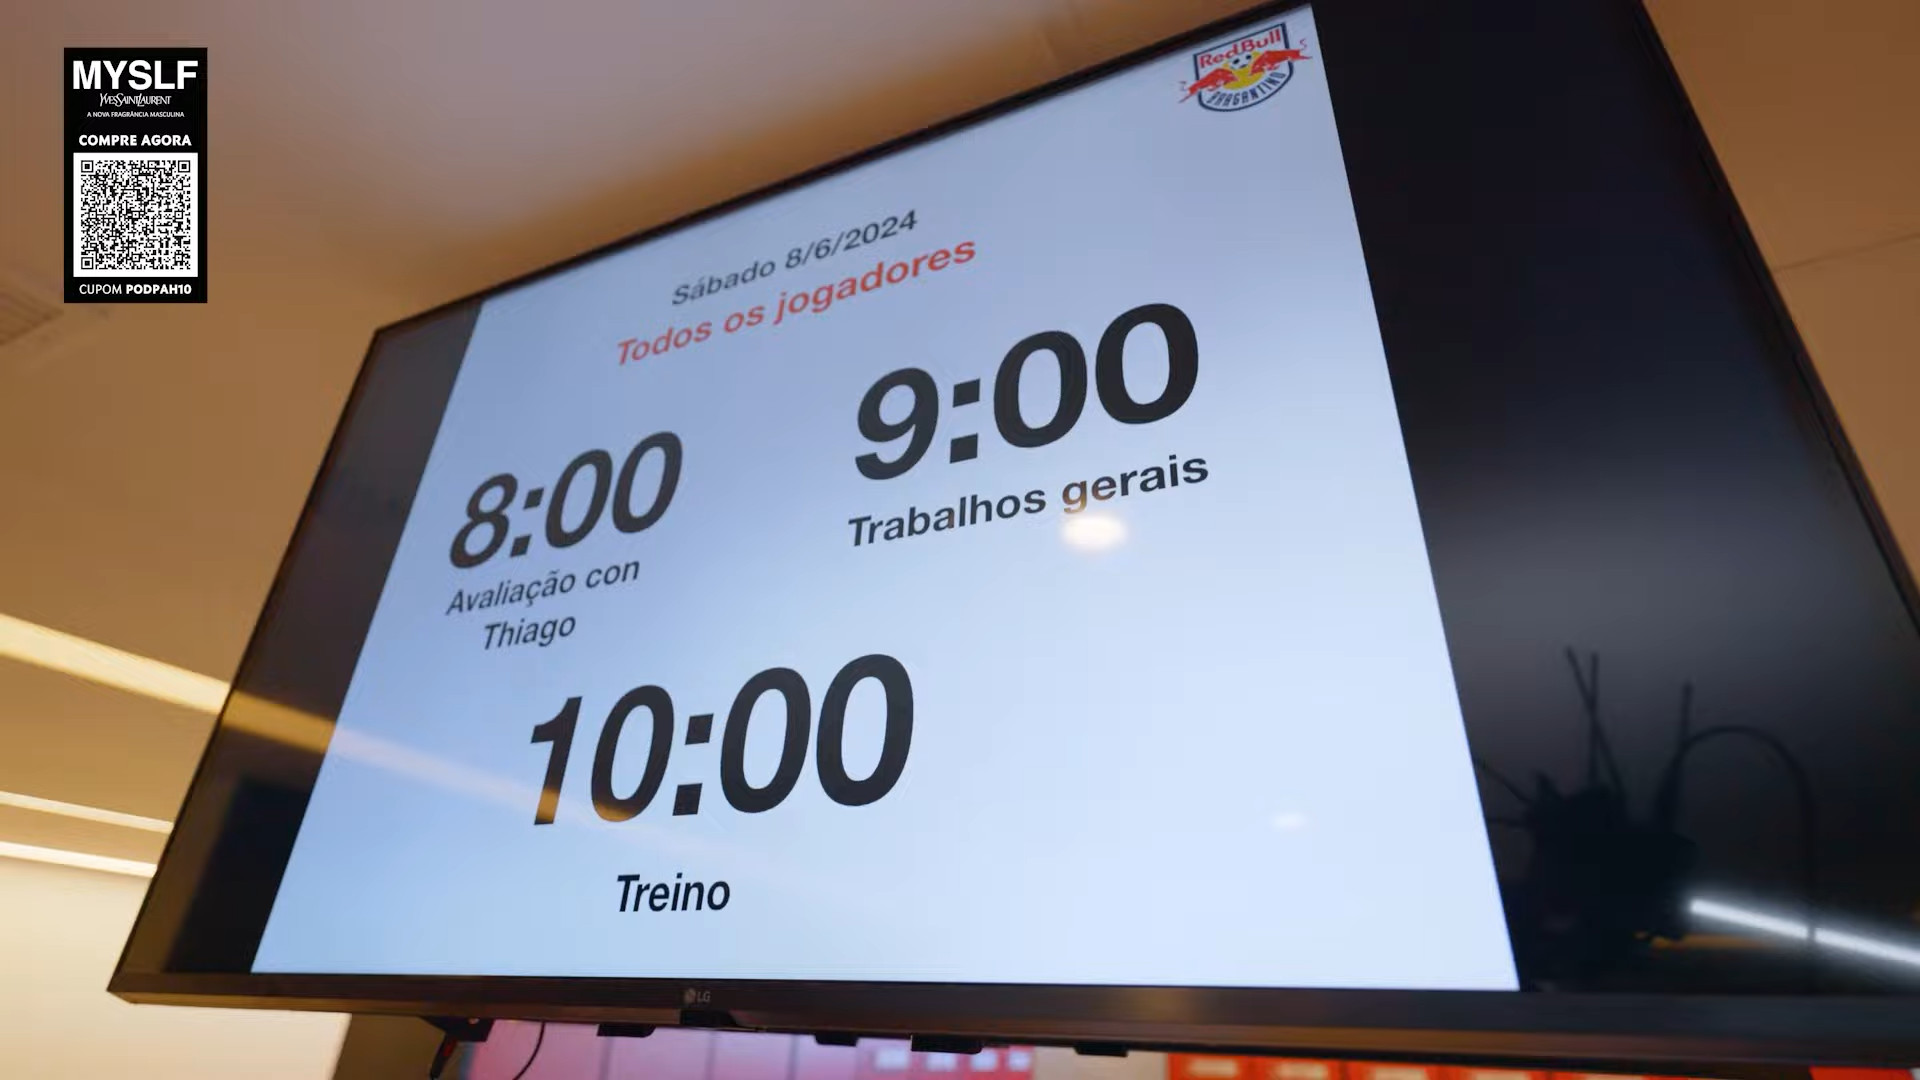 MYSLF
YVESSAINTLAURENT
A NOVA FRAGRÂNCIA MASCULINA
COMPRE AGORA
CUPOM PODPAH10
Red Bull
BRAGANTINO
Sábado 8/6/2024
Todos os jogadores
8:00
Avaliação con
Thiago
9:00
Trabalhos gerais
10:00
Treino
LG